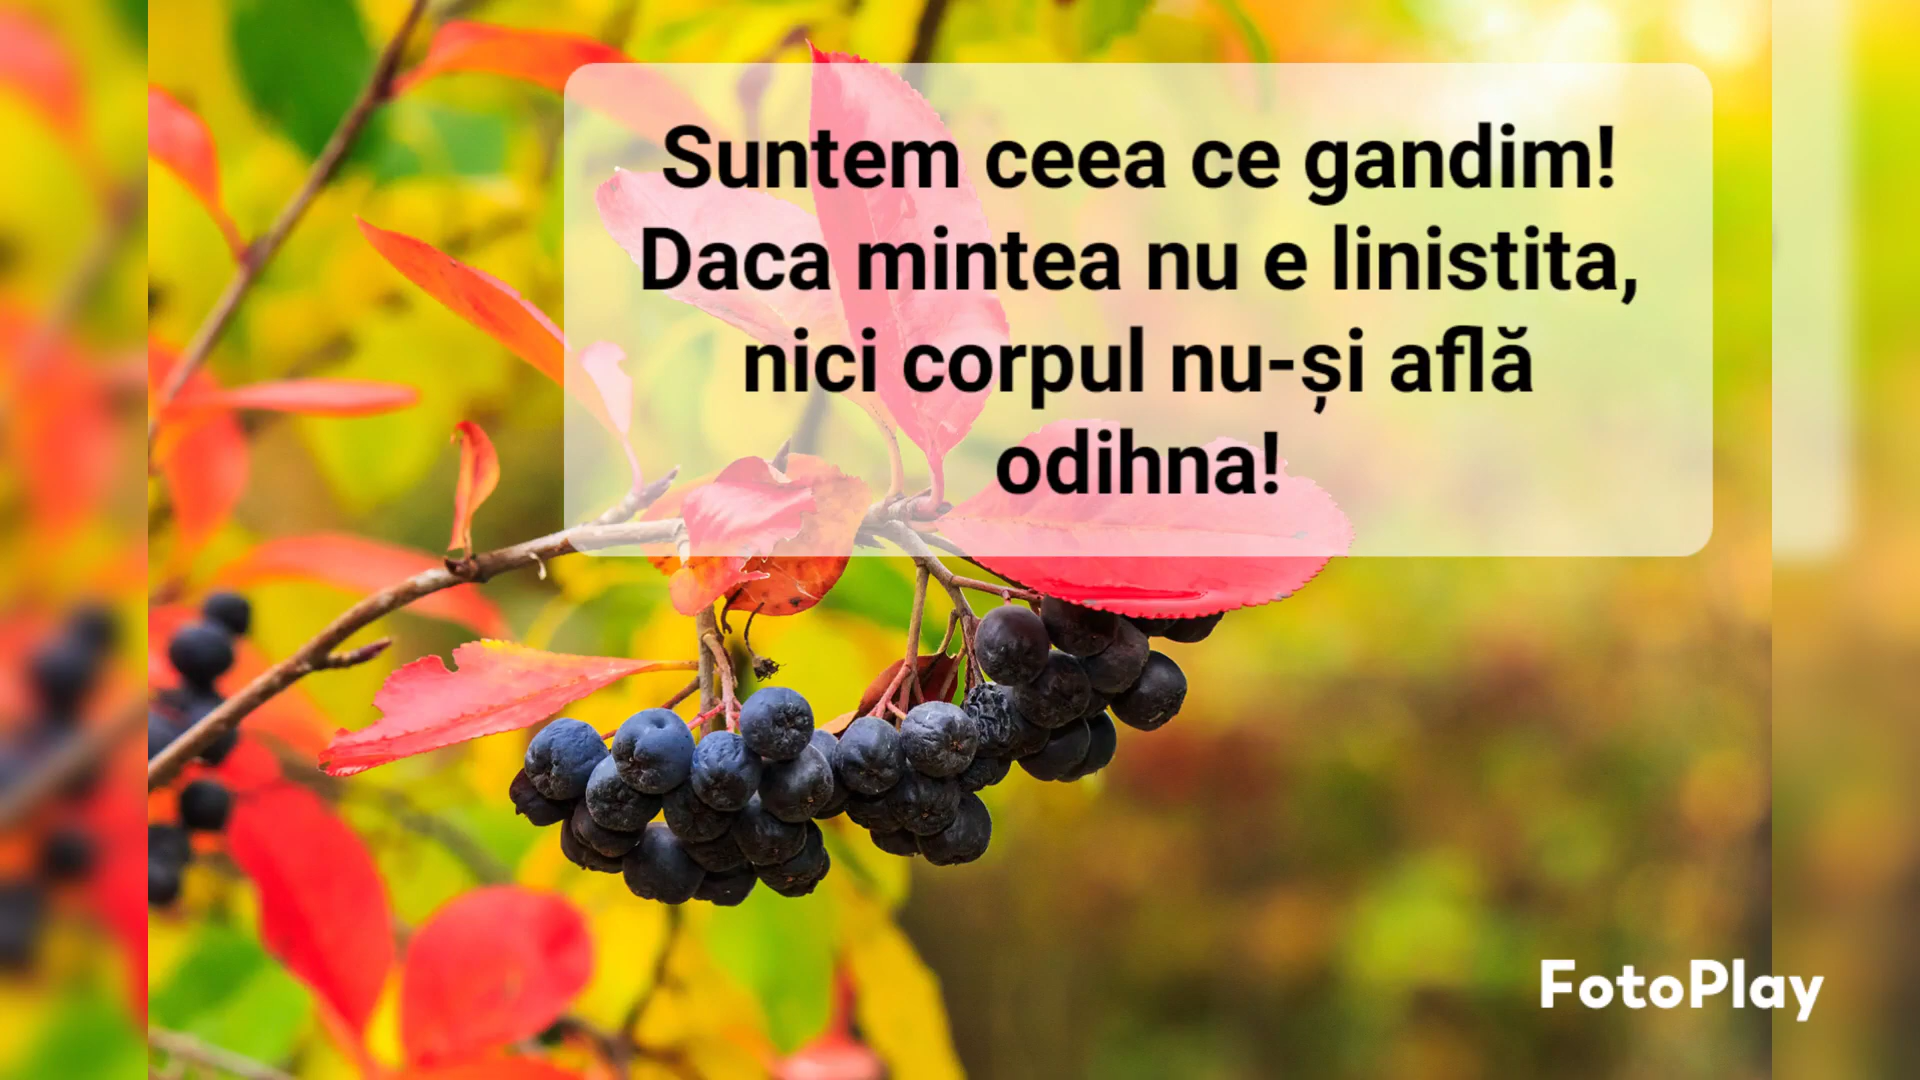 Suntem ceea ce gandim!
Daca mintea nu e linistita,
nici corpul nu-și află
odihna!
FotoPlay